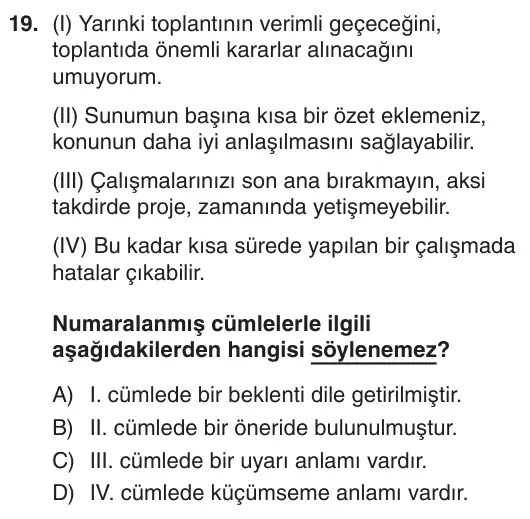 19. (I) Yarınki toplantının verimli geçeceğini,
toplantıda önemli kararlar alınacağını
umuyorum.
(II) Sunumun başına kısa bir özet eklemeniz,
konunun daha iyi anlaşılmasını sağlayabilir.
(III) Çalışmalarınızı son ana bırakmayın, aksi
takdirde proje, zamanında yetişmeyebilir.
(IV) Bu kadar kısa sürede yapılan bir çalışmada
hatalar çıkabilir.
Numaralanmış cümlelerle ilgili
aşağıdakilerden hangisi söylenemez?
A) I. cümlede bir beklenti dile getirilmiştir.
B) II. cümlede bir öneride bulunulmuştur.
C) III. cümlede bir uyarı anlamı vardır.
D) IV. cümlede küçümseme anlamı vardır.